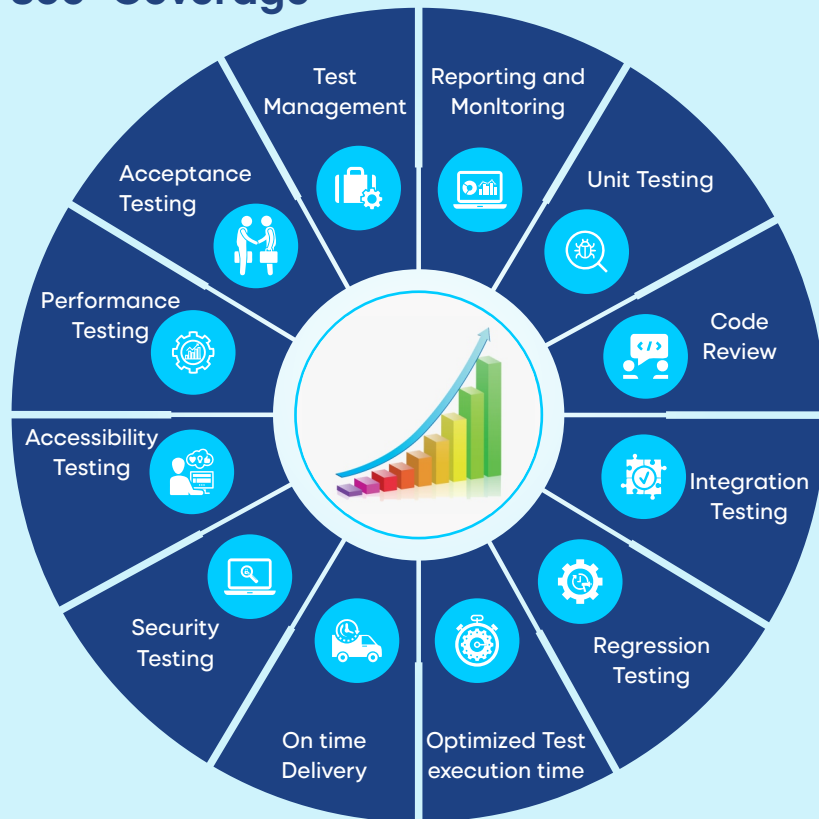 Coverage
Test
Management
Reporting and
MonItoring
Acceptance
Testing
Unit Testing
Performance
Testing
Code
Review
Accessibility
Testing
Integration
Testing
Security
Testing
Regression
Testing
On time
Delivery
Optimized Test
execution time